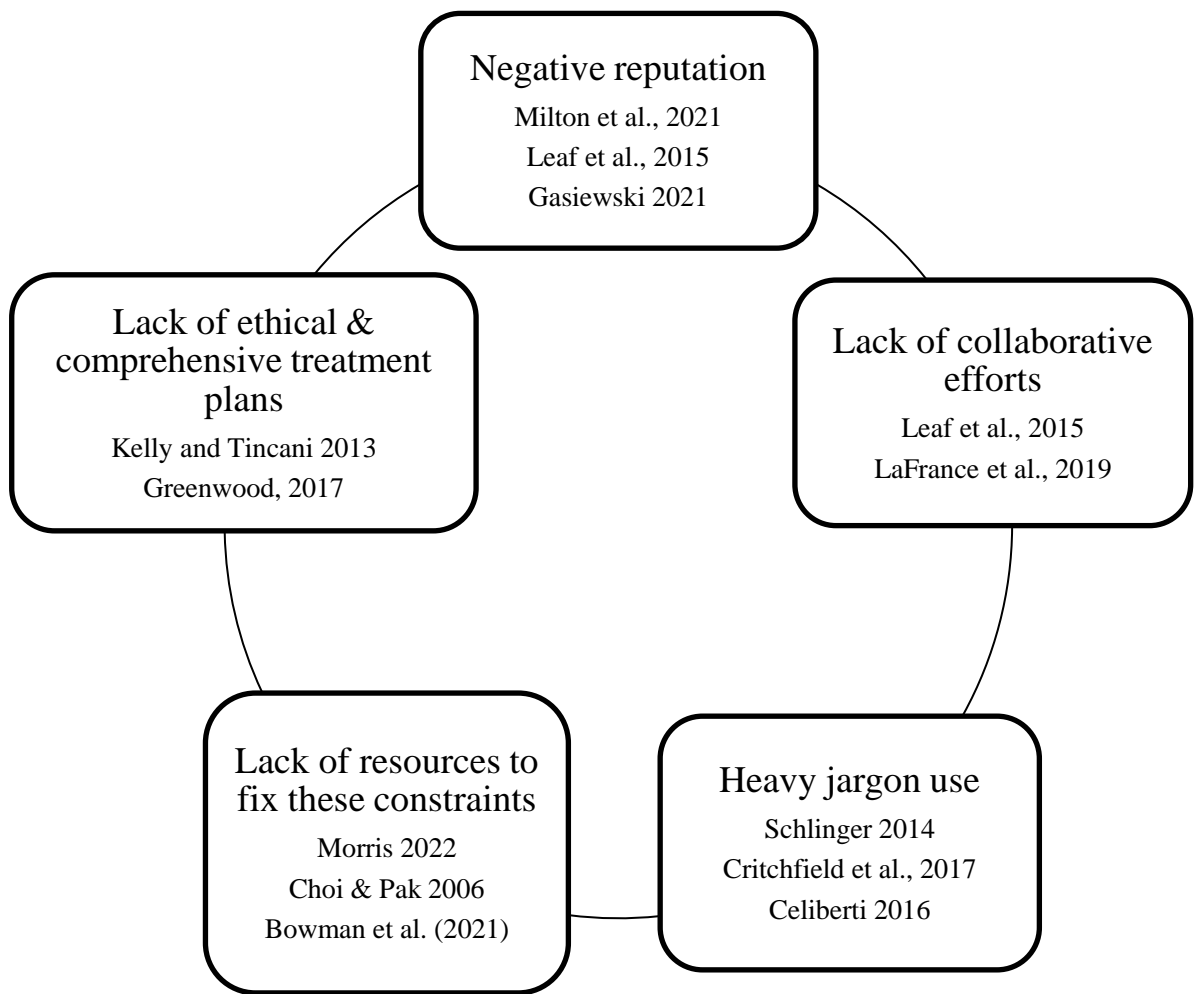 Negative reputation
Milton et al., 2021
Leaf et al., 2015
Gasiewski 2021
Lack of ethical &
comprehensive treatment
plans
Kelly and Tincani 2013
Greenwood, 2017
Lack of collaborative
efforts
Leaf et al., 2015
LaFrance et al., 2019
Lack of resources to
fix these constraints
Morris 2022
Choi & Pak 2006
Bowman et al. (2021)
Heavy jargon use
Schlinger 2014
Critchfield et al., 2017
Celiberti 2016